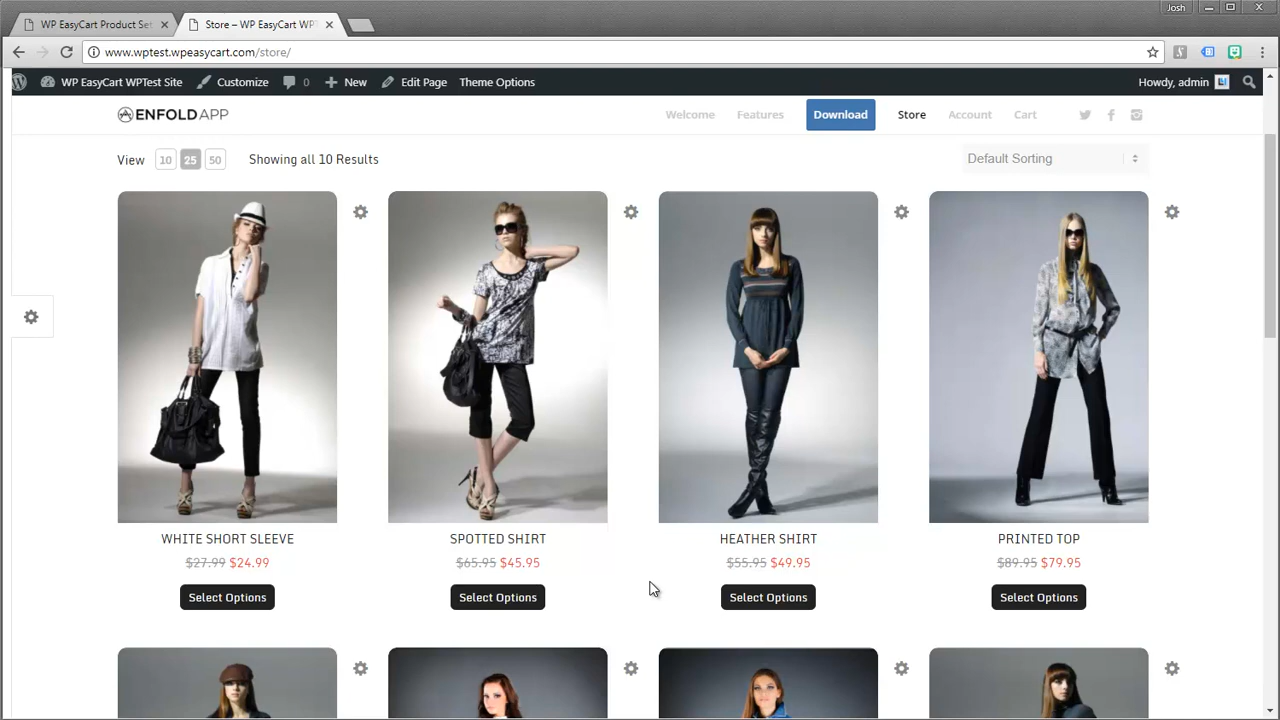 Josh
WP EasyCart Product Set
Store – WP EasyCart WPT
www.wptest.wpeasycart.com/store/
WP EasyCart WPTest Site Customize 0 New Edit Page Theme Options Howdy, admin
ENFOLD APP Welcome Features Download Store Account Cart
View 10 25 50 Showing all 10 Results Default Sorting
WHITE SHORT SLEEVE
$27.99 $24.99
Select Options
SPOTTED SHIRT
$65.95 $45.95
Select Options
HEATHER SHIRT
$55.95 $49.95
Select Options
PRINTED TOP
$89.95 $79.95
Select Options